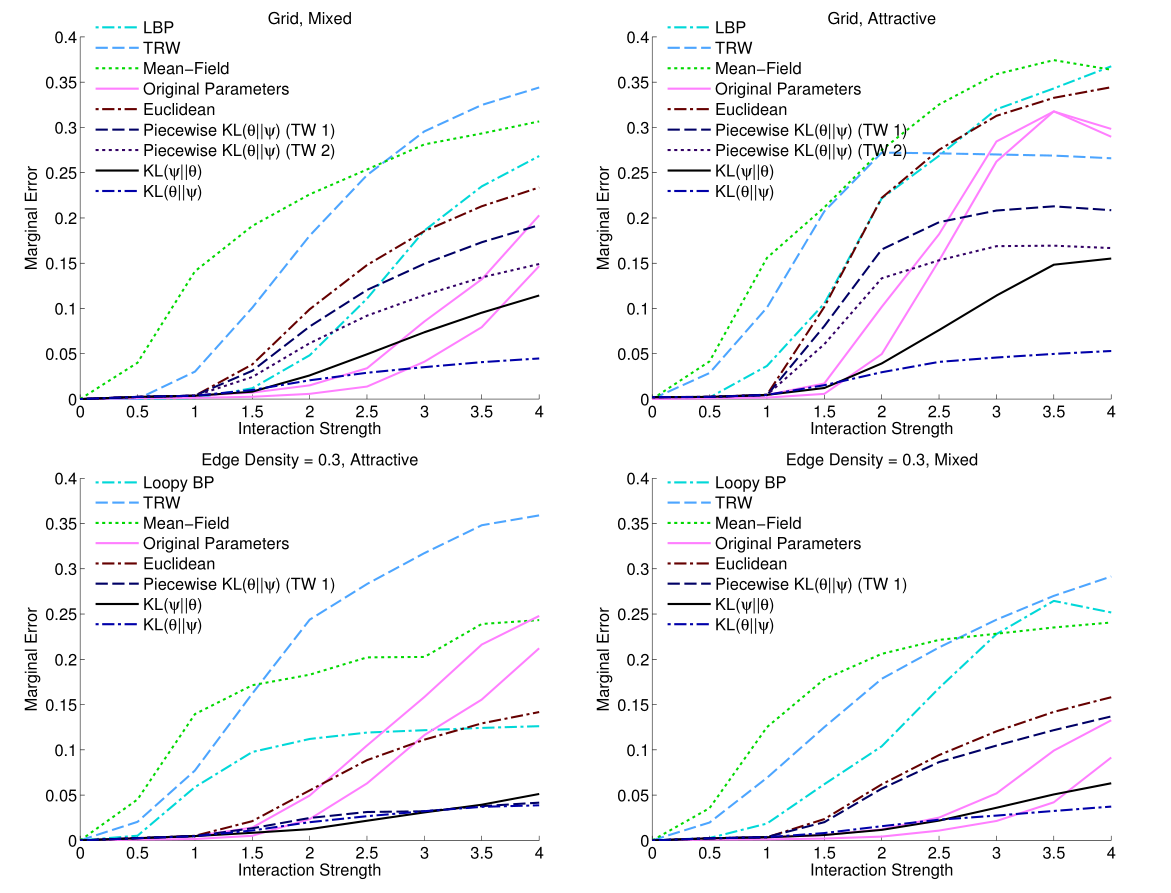 Grid, Mixed
LBP
TRW
Mean−Field
Original Parameters
Euclidean
Piecewise KL(θ||ψ) (TW 1)
Piecewise KL(θ||ψ) (TW 2)
KL(ψ||θ)
KL(θ||ψ)
0.4
0.35
0.3
0.25
0.2
0.15
0.1
0.05
0
Marginal Error
0 0.5 1 1.5 2 2.5 3 3.5 4
Interaction Strength
Grid, Attractive
LBP
TRW
Mean−Field
Original Parameters
Euclidean
Piecewise KL(θ||ψ) (TW 1)
Piecewise KL(θ||ψ) (TW 2)
KL(ψ||θ)
KL(θ||ψ)
0.4
0.35
0.3
0.25
0.2
0.15
0.1
0.05
0
Marginal Error
0 0.5 1 1.5 2 2.5 3 3.5 4
Interaction Strength
Edge Density = 0.3, Attractive
Loopy BP
TRW
Mean−Field
Original Parameters
Euclidean
Piecewise KL(θ||ψ) (TW 1)
KL(ψ||θ)
KL(θ||ψ)
0.4
0.35
0.3
0.25
0.2
0.15
0.1
0.05
0
Marginal Error
0 0.5 1 1.5 2 2.5 3 3.5 4
Interaction Strength
Edge Density = 0.3, Mixed
Loopy BP
TRW
Mean−Field
Original Parameters
Euclidean
Piecewise KL(θ||ψ) (TW 1)
KL(ψ||θ)
KL(θ||ψ)
0.4
0.35
0.3
0.25
0.2
0.15
0.1
0.05
0
Marginal Error
0 0.5 1 1.5 2 2.5 3 3.5 4
Interaction Strength